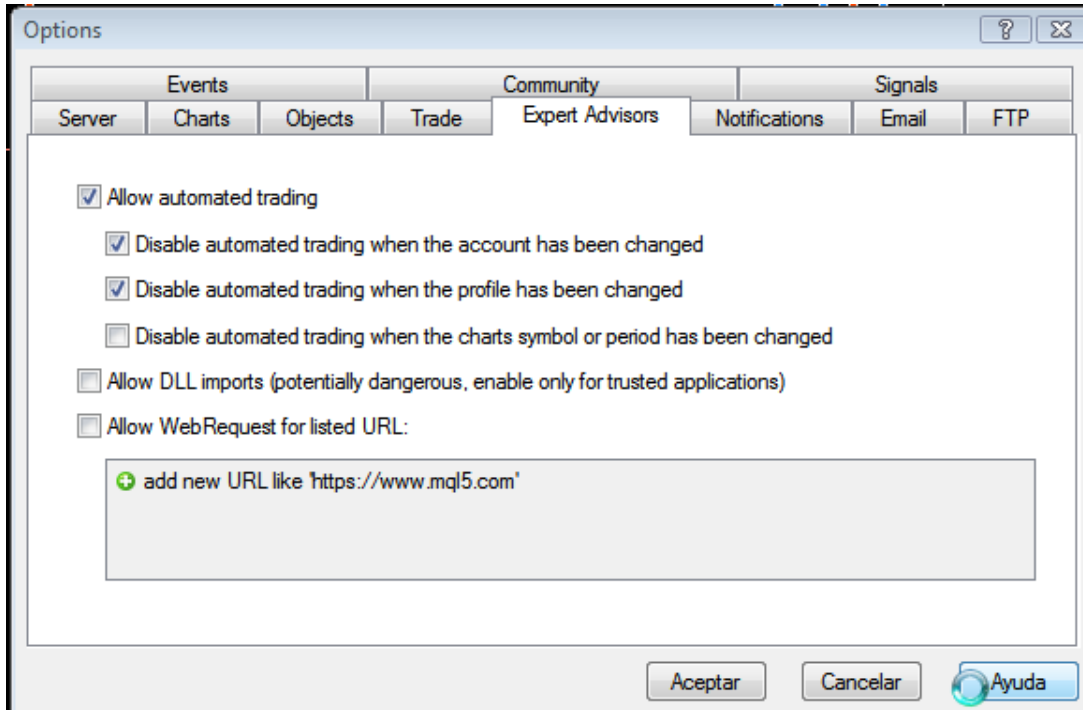 Options
Events Community Signals
Server Charts Objects Trade Expert Advisors Notifications Email FTP
Allow automated trading
Disable automated trading when the account has been changed
Disable automated trading when the profile has been changed
Disable automated trading when the charts symbol or period has been changed
Allow DLL imports (potentially dangerous, enable only for trusted applications)
Allow WebRequest for listed URL:
add new URL like 'https://www.mql5.com'
Aceptar Cancelar Ayuda